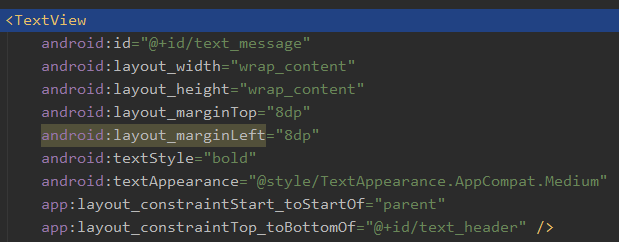 <TextView
android:id="@+id/text_message"
android:layout_width="wrap_content"
android:layout_height="wrap_content"
android:layout_marginTop="8dp"
android:layout_marginLeft="8dp"
android:textStyle="bold"
android:textAppearance="@style/TextAppearance.AppCompat.Medium"
app:layout_constraintStart_toStartOf="parent"
app:layout_constraintTop_toBottomOf="@+id/text_header" />